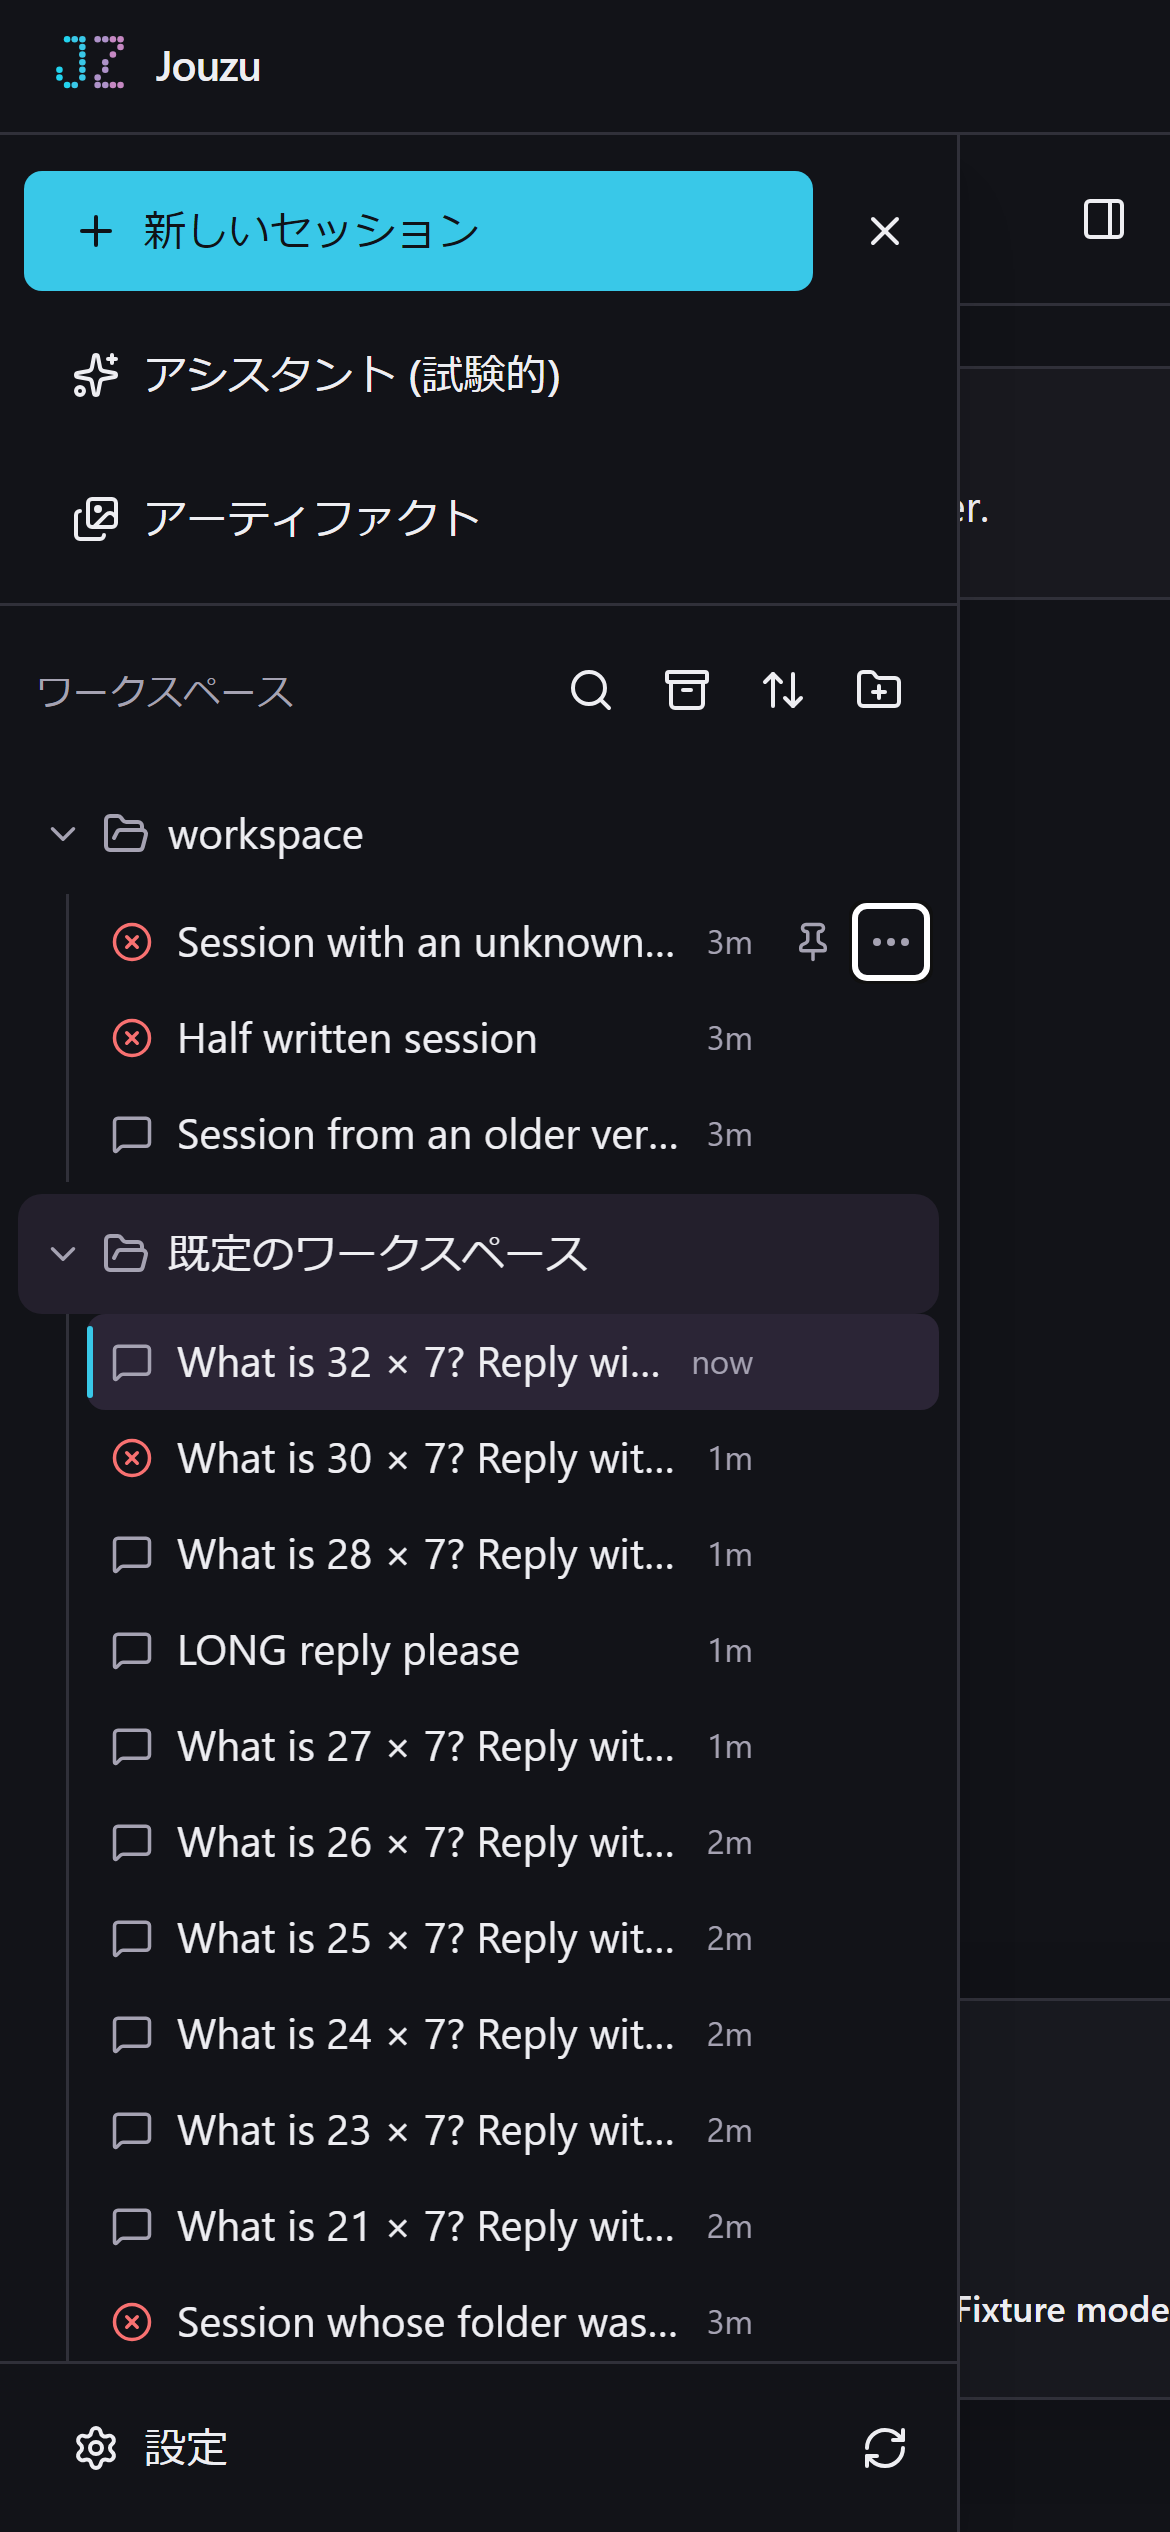 JZ Jouzu
新しいセッション
アシスタント (試験的)
アーティファクト
er.
ワークスペース
workspace
Session with an unknown... 3m
Half written session 3m
Session from an older ver... 3m
既定のワークスペース
What is 32 × 7? Reply wi... now
What is 30 × 7? Reply wit... 1m
What is 28 × 7? Reply wit... 1m
LONG reply please 1m
What is 27 × 7? Reply wit... 1m
What is 26 × 7? Reply wit... 2m
What is 25 × 7? Reply wit... 2m
What is 24 × 7? Reply wit... 2m
What is 23 × 7? Reply wit... 2m
What is 21 × 7? Reply wit... 2m
Session whose folder was... 3m
Fixture mode
設定